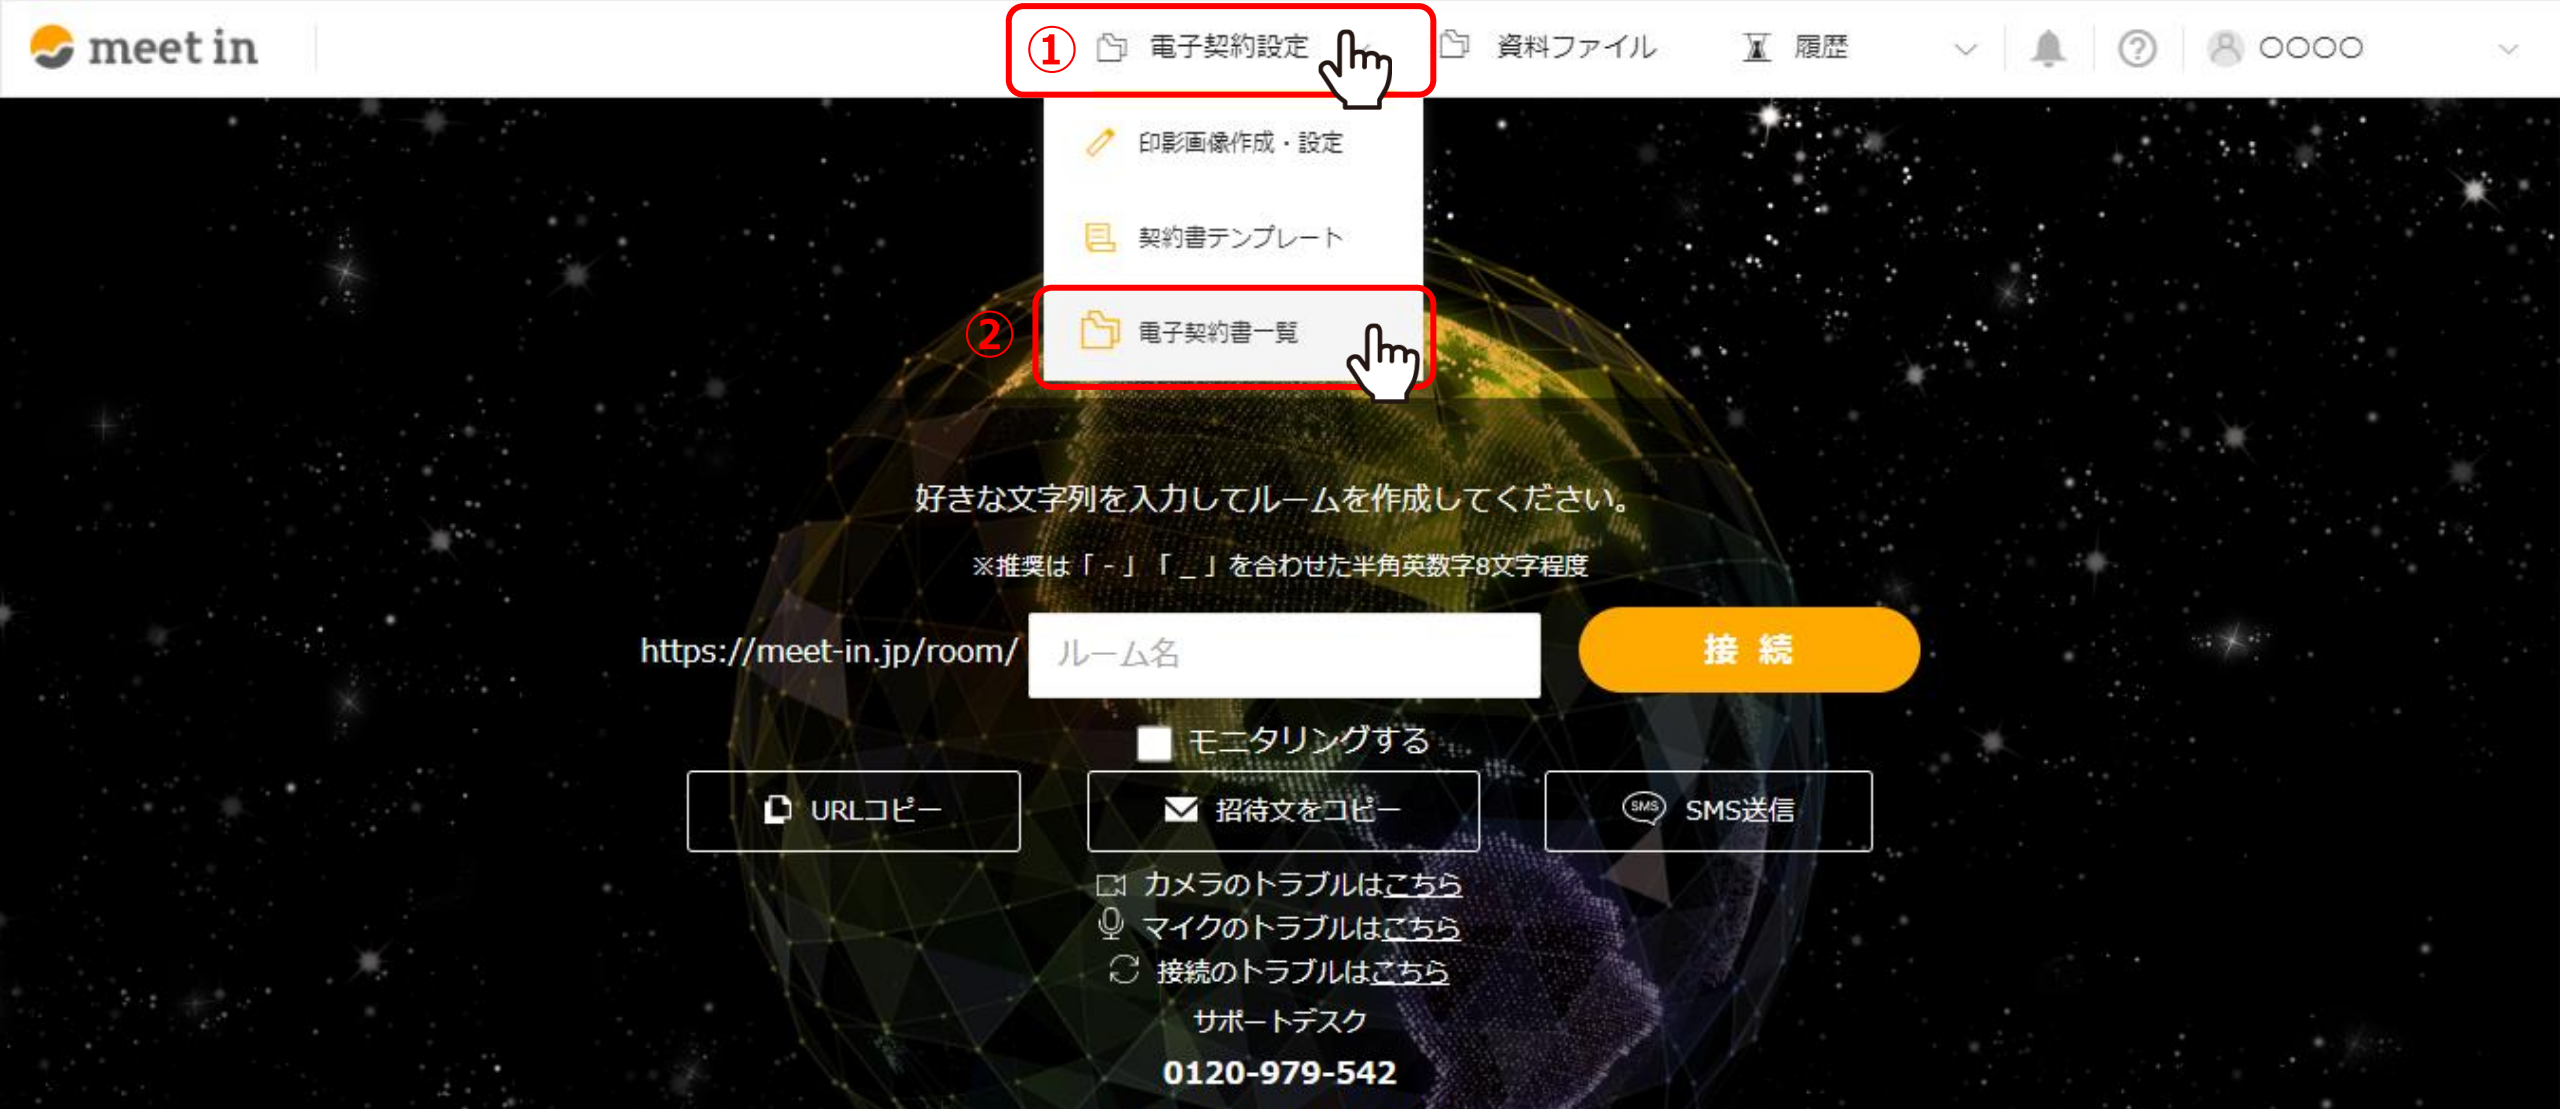 meet in
① 電子契約設定
資料ファイル
履歴
○○○○
印影画像作成・設定
契約書テンプレート
② 電子契約書一覧
好きな文字列を入力してルームを作成してください。
※推奨は「 - 」「 _ 」を合わせた半角英数字8文字程度
https://meet-in.jp/room/ ルーム名
接 続
モニタリングする
URLコピー
招待文をコピー
SMS SMS送信
カメラのトラブルはこちら
マイクのトラブルはこちら
接続のトラブルはこちら
サポートデスク
0120-979-542